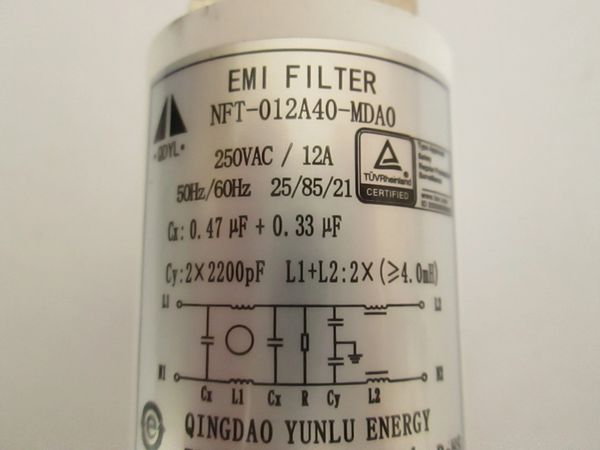 EMI FILTER
NFT-012A40-MDA0
QDYL
250VAC / 12A
50Hz/60Hz 25/85/21
TÜVRheinland
CERTIFIED
Cx: 0.47 µF + 0.33 µF
Cy:2×2200pF L1+L2:2×(≥4.0mH)
L1 L2
N1 N2
Cx L1 Cx R Cy L2
QINGDAO YUNLU ENERGY